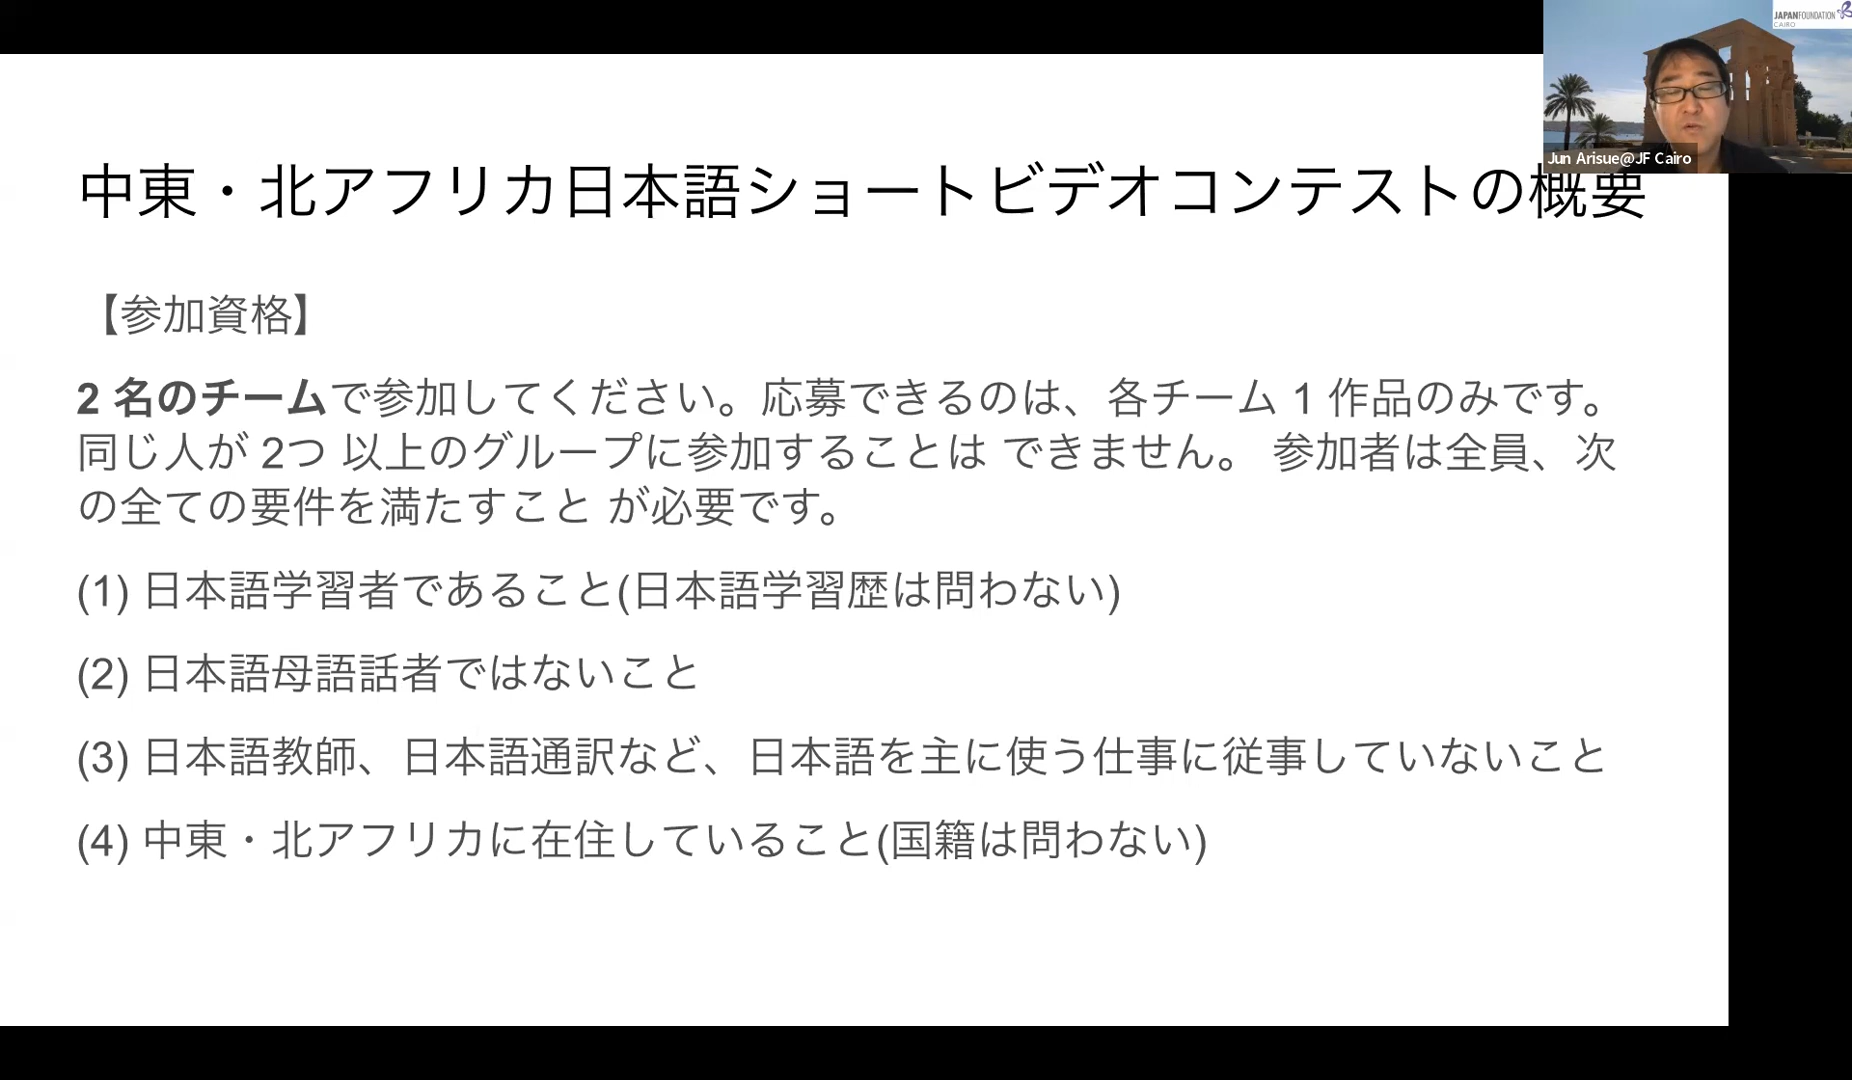 JAPANFOUNDATION
CAIRO
Jun Arisue@JF Cairo
中東・北アフリカ日本語ショートビデオコンテストの概要
【参加資格】
2 名のチームで参加してください。応募できるのは、各チーム 1 作品のみです。
同じ人が 2つ 以上のグループに参加することは できません。 参加者は全員、次
の全ての要件を満たすこと が必要です。
(1) 日本語学習者であること(日本語学習歴は問わない)
(2) 日本語母語話者ではないこと
(3) 日本語教師、日本語通訳など、日本語を主に使う仕事に従事していないこと
(4) 中東・北アフリカに在住していること(国籍は問わない)